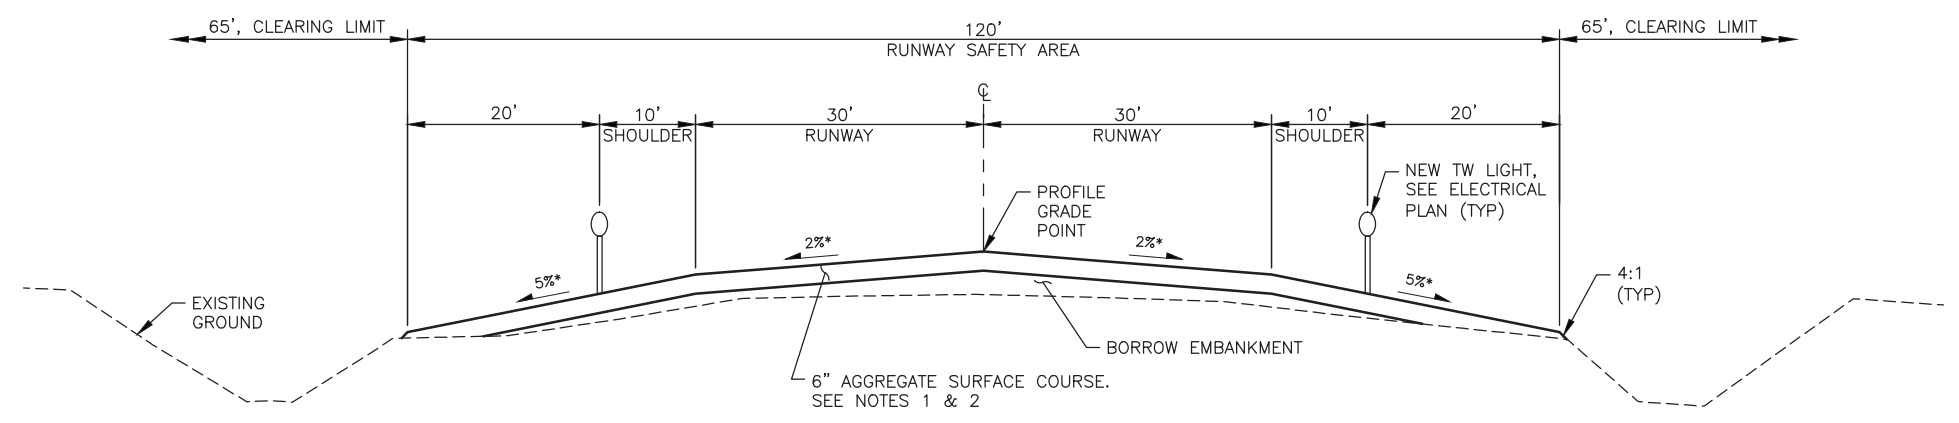 65', CLEARING LIMIT
120'
RUNWAY SAFETY AREA
65', CLEARING LIMIT
℄
20'
10'
SHOULDER
30'
RUNWAY
30'
RUNWAY
10'
SHOULDER
20'
NEW TW LIGHT,
SEE ELECTRICAL
PLAN (TYP)
PROFILE
GRADE
POINT
2%*
2%*
5%*
5%*
4:1
(TYP)
EXISTING
GROUND
BORROW EMBANKMENT
6" AGGREGATE SURFACE COURSE.
SEE NOTES 1 & 2